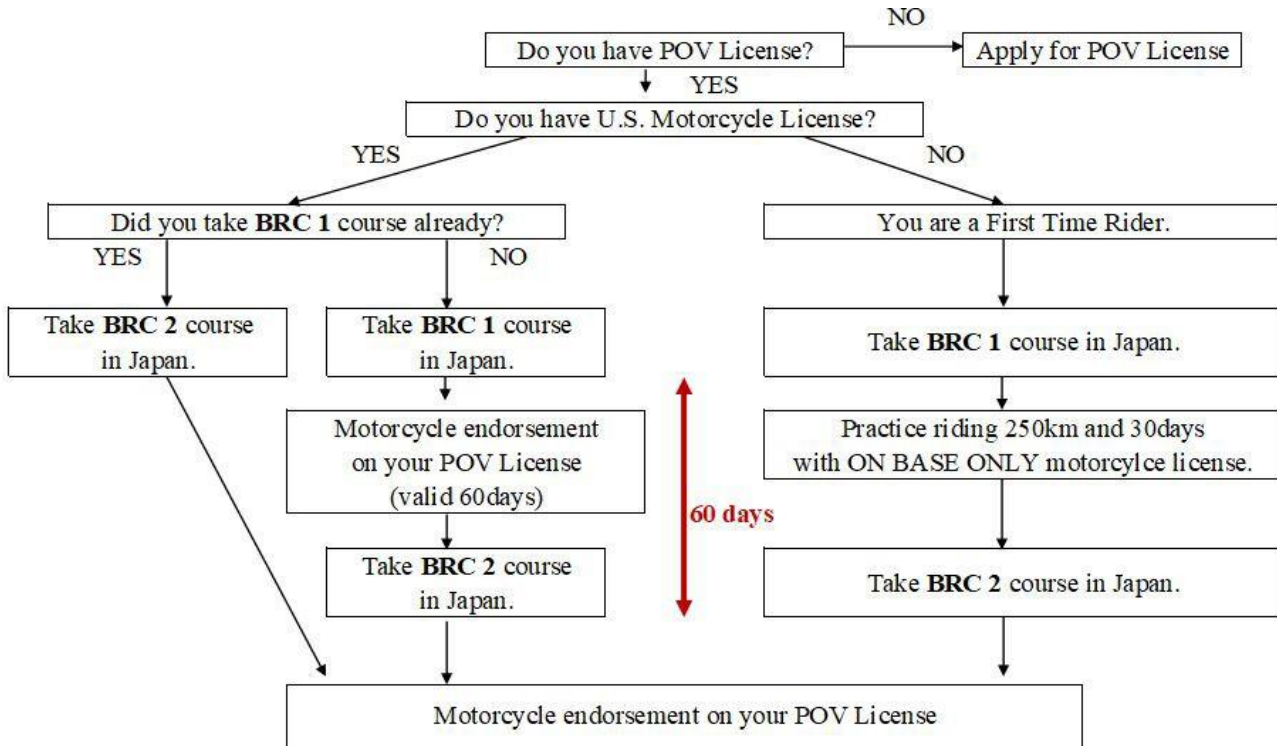 NO
Do you have POV License?
Apply for POV License
YES
Do you have U.S. Motorcycle License?
YES
NO
Did you take BRC 1 course already?
You are a First Time Rider.
YES
NO
Take BRC 2 course
in Japan.
Take BRC 1 course
in Japan.
Take BRC 1 course in Japan.
Motorcycle endorsement
on your POV License
(valid 60days)
Practice riding 250km and 30days
with ON BASE ONLY motorcylce license.
60 days
Take BRC 2 course
in Japan.
Take BRC 2 course in Japan.
Motorcycle endorsement on your POV License